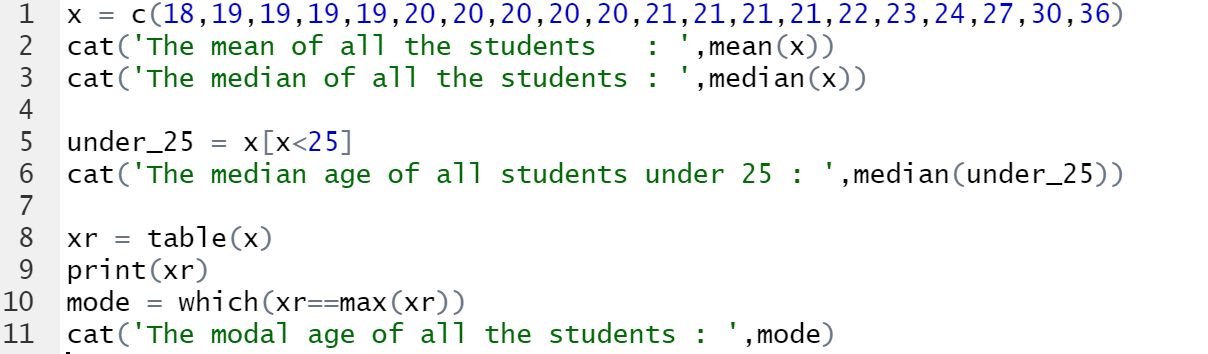 1 x = c(18,19,19,19,19,20,20,20,20,20,21,21,21,21,22,23,24,27,30,36)
2 cat('The mean of all the students   : ',mean(x))
3 cat('The median of all the students : ',median(x))
4
5 under_25 = x[x<25]
6 cat('The median age of all students under 25 : ',median(under_25))
7
8 xr = table(x)
9 print(xr)
10 mode = which(xr==max(xr))
11 cat('The modal age of all the students : ',mode)